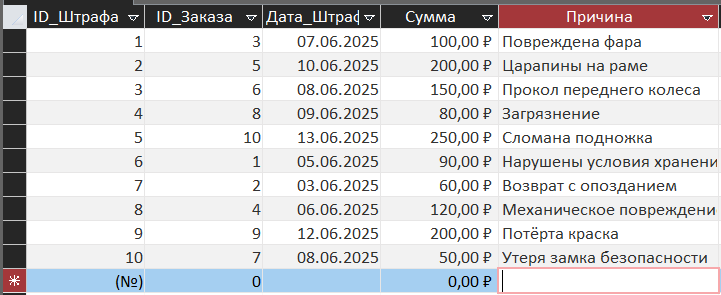 ID_Штрафа ID_Заказа Дата_Штраф Сумма Причина
1 3 07.06.2025 100,00 ₽ Повреждена фара
2 5 10.06.2025 200,00 ₽ Царапины на раме
3 6 08.06.2025 150,00 ₽ Прокол переднего колеса
4 8 09.06.2025 80,00 ₽ Загрязнение
5 10 13.06.2025 250,00 ₽ Сломана подножка
6 1 05.06.2025 90,00 ₽ Нарушены условия хранени
7 2 03.06.2025 60,00 ₽ Возврат с опозданием
8 4 06.06.2025 120,00 ₽ Механическое повреждени
9 9 12.06.2025 200,00 ₽ Потёрта краска
10 7 08.06.2025 50,00 ₽ Утеря замка безопасности
(№) 0 0,00 ₽